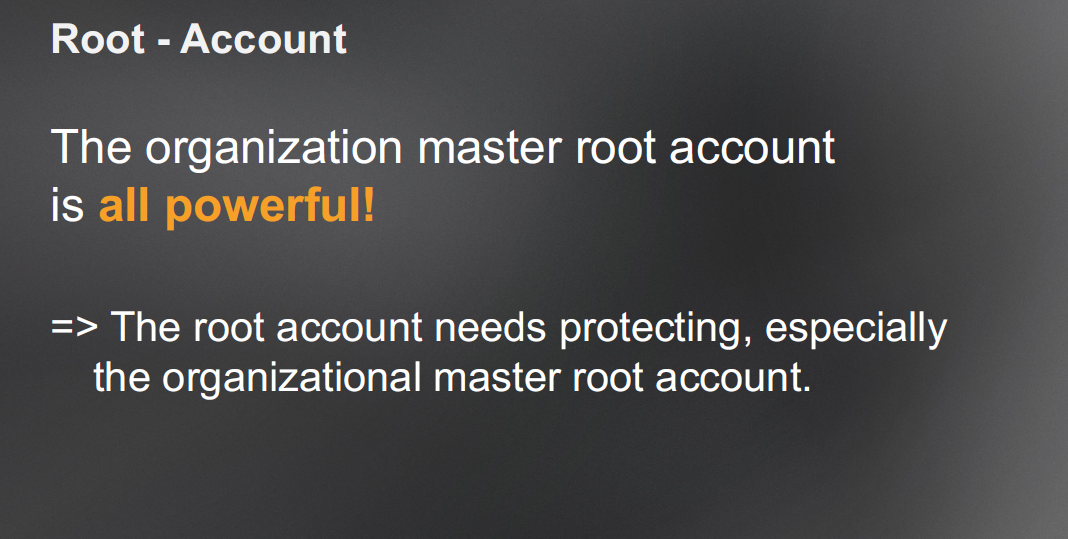 Root - Account
The organization master root account
is all powerful!
=> The root account needs protecting, especially
the organizational master root account.